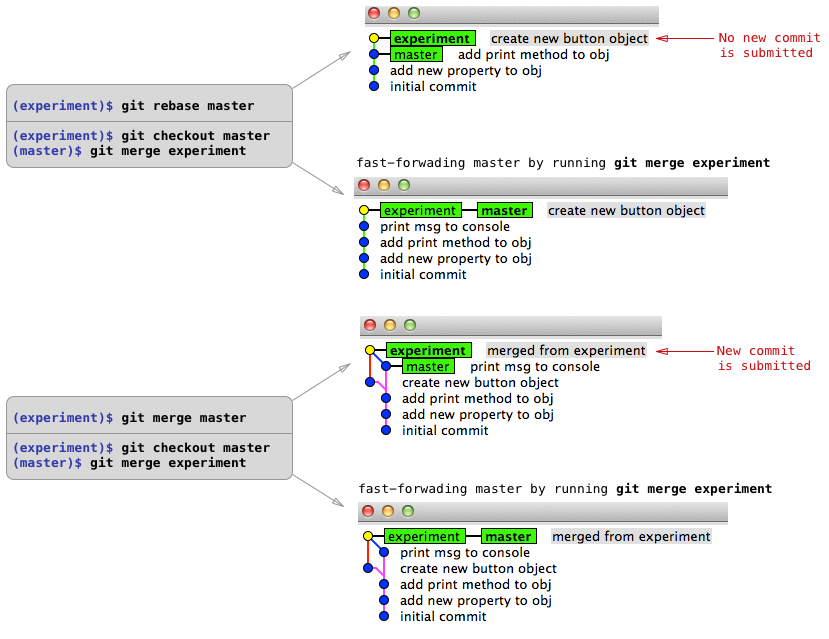 experiment create new button object
No new commit
is submitted
master add print method to obj
add new property to obj
initial commit
(experiment)$ git rebase master
(experiment)$ git checkout master
(master)$ git merge experiment
fast-forwading master by running git merge experiment
experiment master create new button object
print msg to console
add print method to obj
add new property to obj
initial commit
experiment merged from experiment
New commit
is submitted
master print msg to console
create new button object
add print method to obj
add new property to obj
initial commit
(experiment)$ git merge master
(experiment)$ git checkout master
(master)$ git merge experiment
fast-forwading master by running git merge experiment
experiment master merged from experiment
print msg to console
create new button object
add print method to obj
add new property to obj
initial commit